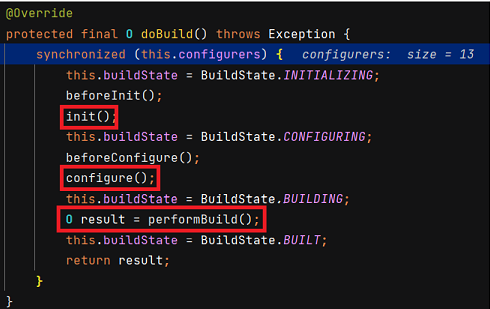 @Override
protected final O doBuild() throws Exception {
synchronized (this.configurers) { configurers: size = 13
this.buildState = BuildState.INITIALIZING;
beforeInit();
init();
this.buildState = BuildState.CONFIGURING;
beforeConfigure();
configure();
this.buildState = BuildState.BUILDING;
O result = performBuild();
this.buildState = BuildState.BUILT;
return result;
}
}